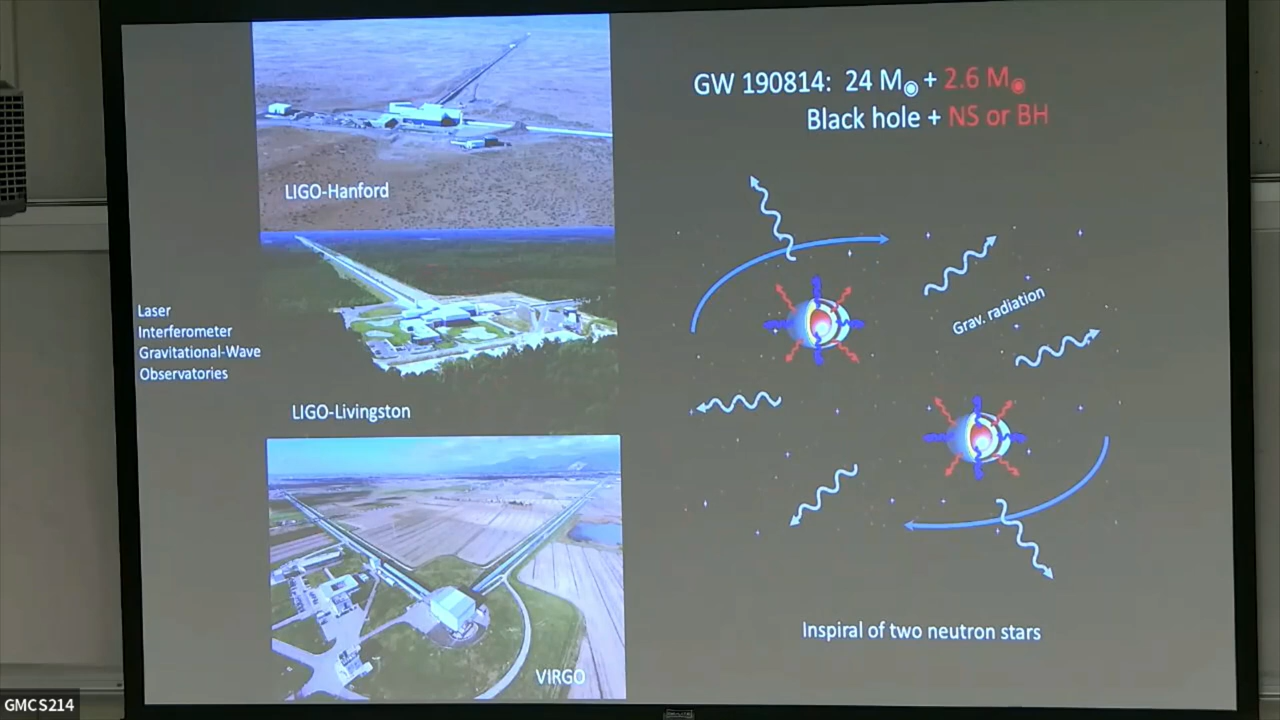 GW 190814: 24 M☉ + 2.6 M☉
Black hole + NS or BH
LIGO-Hanford
Laser
Interferometer
Gravitational-Wave
Observatories
LIGO-Livingston
VIRGO
Grav. radiation
Inspiral of two neutron stars
GMCS214